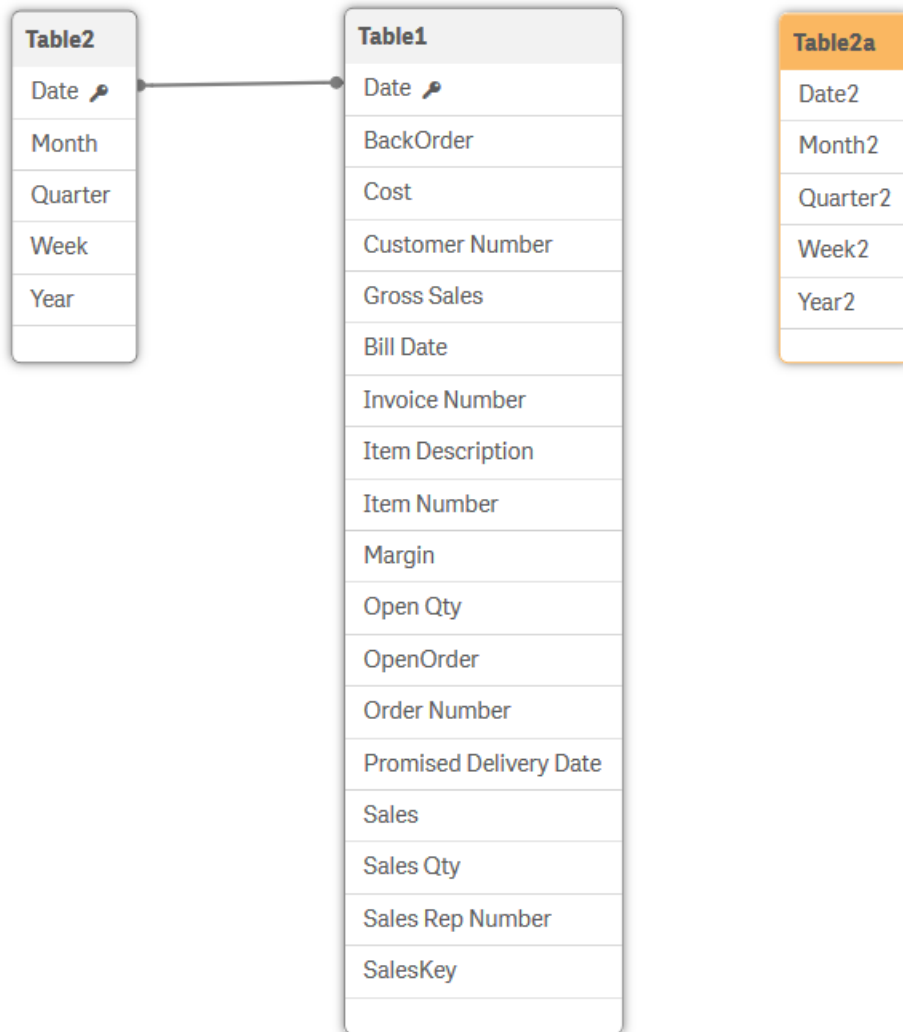 Table2
Date
Month
Quarter
Week
Year
Table1
Date
BackOrder
Cost
Customer Number
Gross Sales
Bill Date
Invoice Number
Item Description
Item Number
Margin
Open Qty
OpenOrder
Order Number
Promised Delivery Date
Sales
Sales Qty
Sales Rep Number
SalesKey
Table2a
Date2
Month2
Quarter2
Week2
Year2